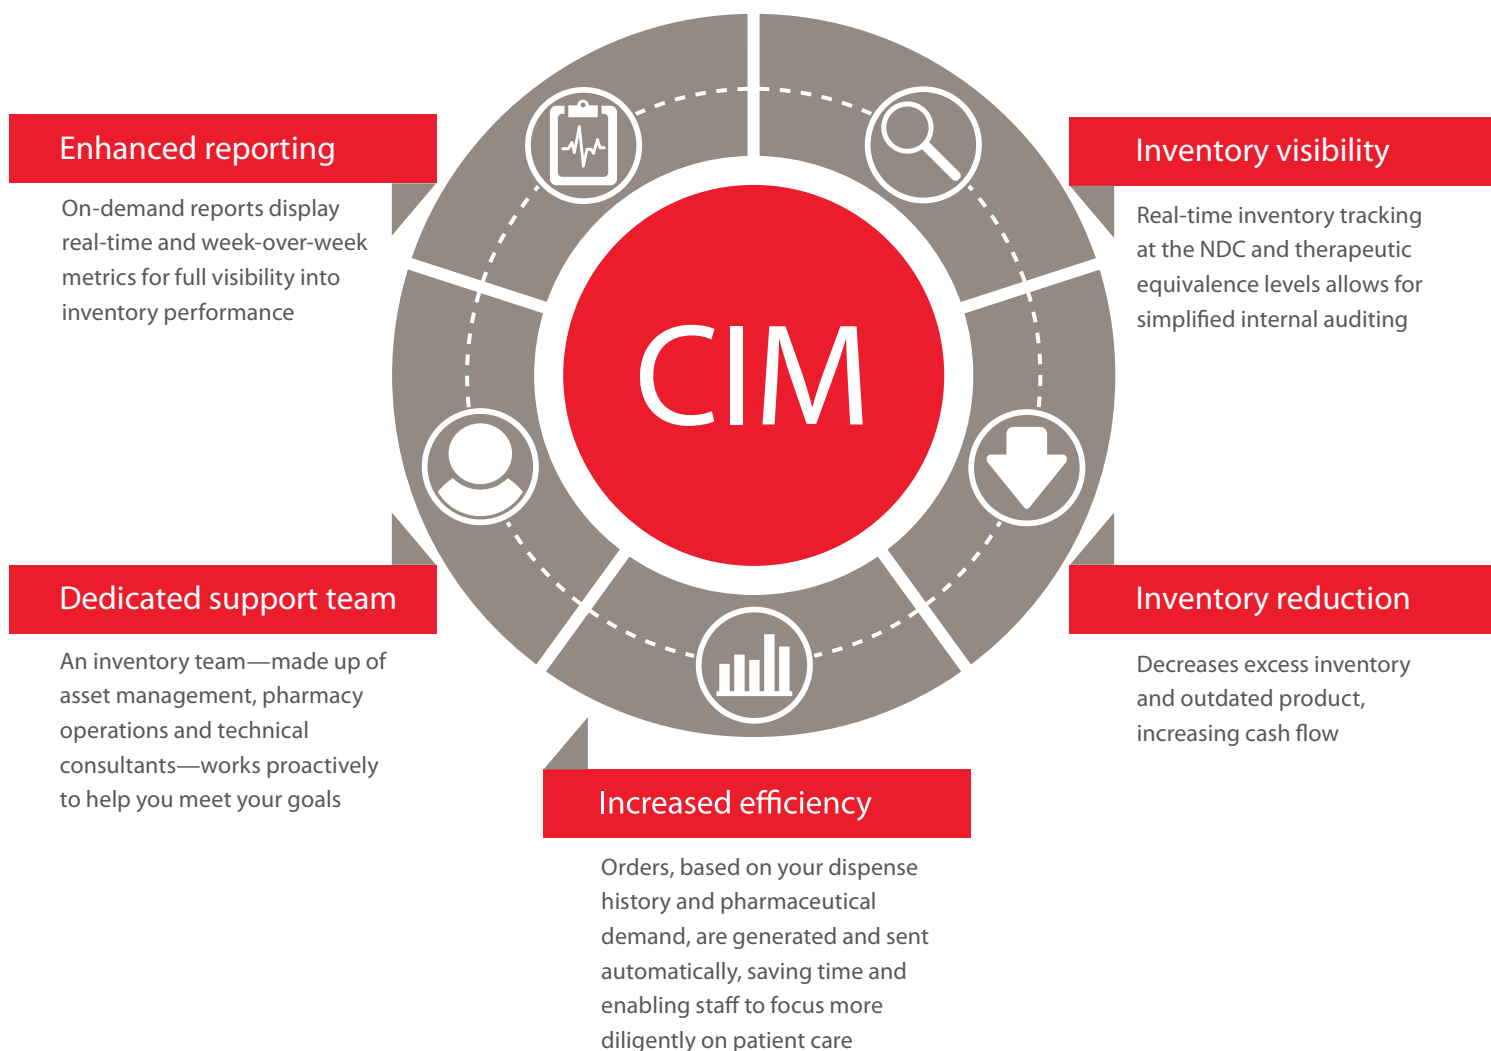 CIM
Enhanced reporting
On-demand reports display
real-time and week-over-week
metrics for full visibility into
inventory performance
Inventory visibility
Real-time inventory tracking
at the NDC and therapeutic
equivalence levels allows for
simplified internal auditing
Dedicated support team
An inventory team—made up of
asset management, pharmacy
operations and technical
consultants—works proactively
to help you meet your goals
Inventory reduction
Decreases excess inventory
and outdated product,
increasing cash flow
Increased efficiency
Orders, based on your dispense
history and pharmaceutical
demand, are generated and sent
automatically, saving time and
enabling staff to focus more
diligently on patient care